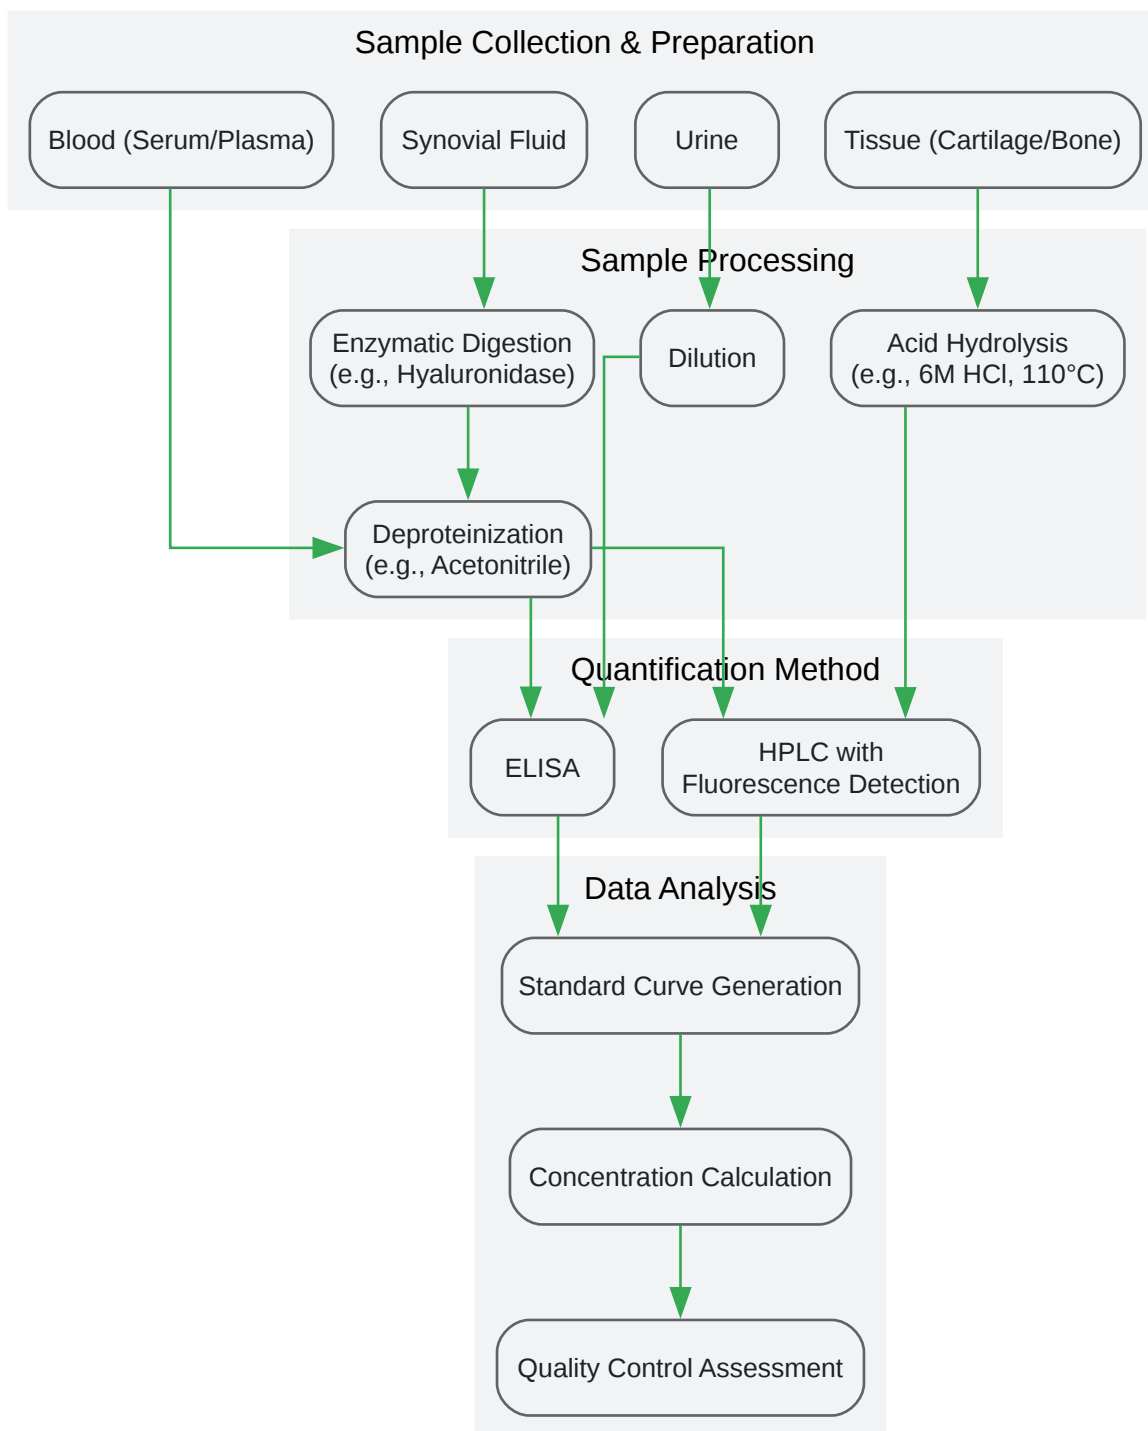 Sample Collection & Preparation
Blood (Serum/Plasma)
Synovial Fluid
Urine
Tissue (Cartilage/Bone)
Sample Processing
Enzymatic Digestion
(e.g., Hyaluronidase)
Dilution
Acid Hydrolysis
(e.g., 6M HCl, 110°C)
Deproteinization
(e.g., Acetonitrile)
Quantification Method
ELISA
HPLC with
Fluorescence Detection
Data Analysis
Standard Curve Generation
Concentration Calculation
Quality Control Assessment